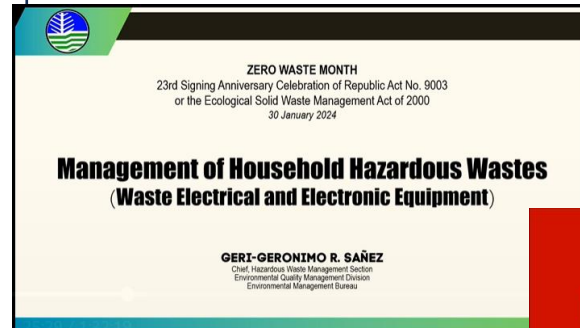 ZERO WASTE MONTH
23rd Signing Anniversary Celebration of Republic Act No. 9003
or the Ecological Solid Waste Management Act of 2000
30 January 2024
Management of Household Hazardous Wastes
(Waste Electrical and Electronic Equipment)
GERI-GERONIMO R. SAÑEZ
Chief, Hazardous Waste Management Section
Environmental Quality Management Division
Environmental Management Bureau